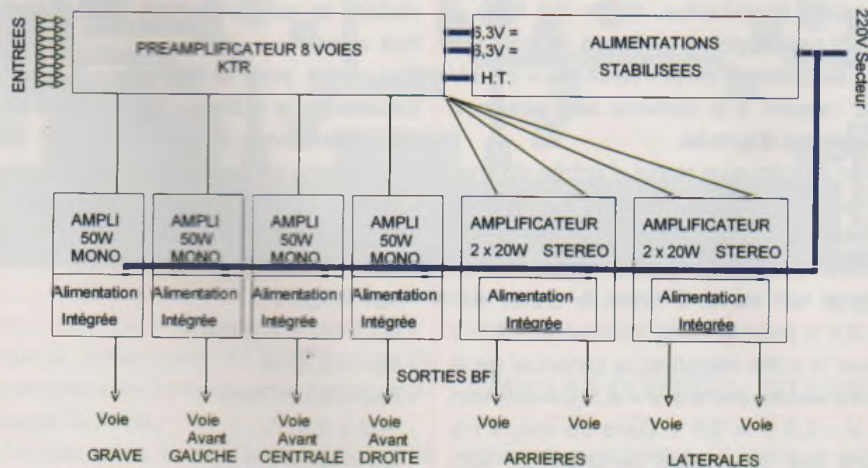 ENTREES
PREAMPLIFICATEUR 8 VOIES
KTR
6,3V =
6,3V =
H.T.
ALIMENTATIONS
STABILISEES
220V Secteur
AMPLI
50W
MONO
AMPLI
50W
MONO
AMPLI
50W
MONO
AMPLI
50W
MONO
AMPLIFICATEUR
2 x 20W STEREO
AMPLIFICATEUR
2 x 20W STEREO
Alimentation
Intégrée
Alimentation
Intégrée
Alimentation
Intégrée
Alimentation
Intégrée
Alimentation
Intégrée
Alimentation
Intégrée
SORTIES BF
Voie
GRAVE
Voie
Avant
GAUCHE
Voie
Avant
CENTRALE
Voie
Avant
DROITE
Voie
Voie
ARRIERES
Voie
Voie
LATERALES